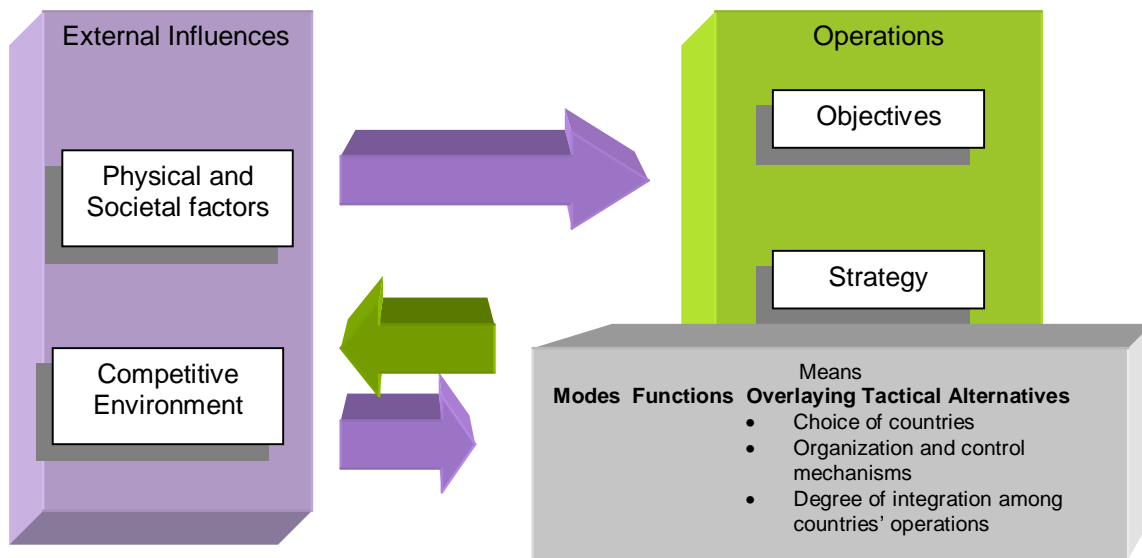 External Influences
Physical and
Societal factors
Competitive
Environment
Operations
Objectives
Strategy
Means
Modes Functions Overlaying Tactical Alternatives
• Choice of countries
• Organization and control
mechanisms
• Degree of integration among
countries’ operations